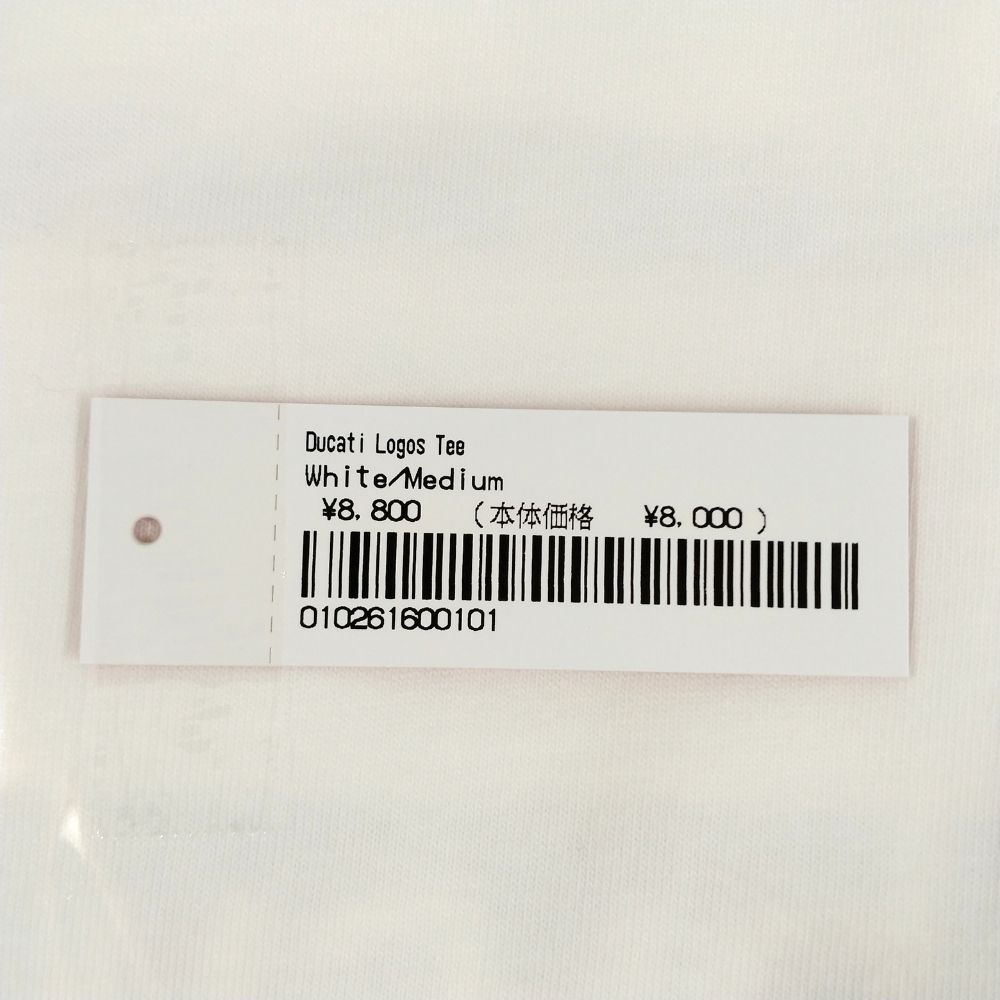 Ducati Logos Tee
White/Medium
¥8,800 (本体価格 ¥8,000)
010261600101